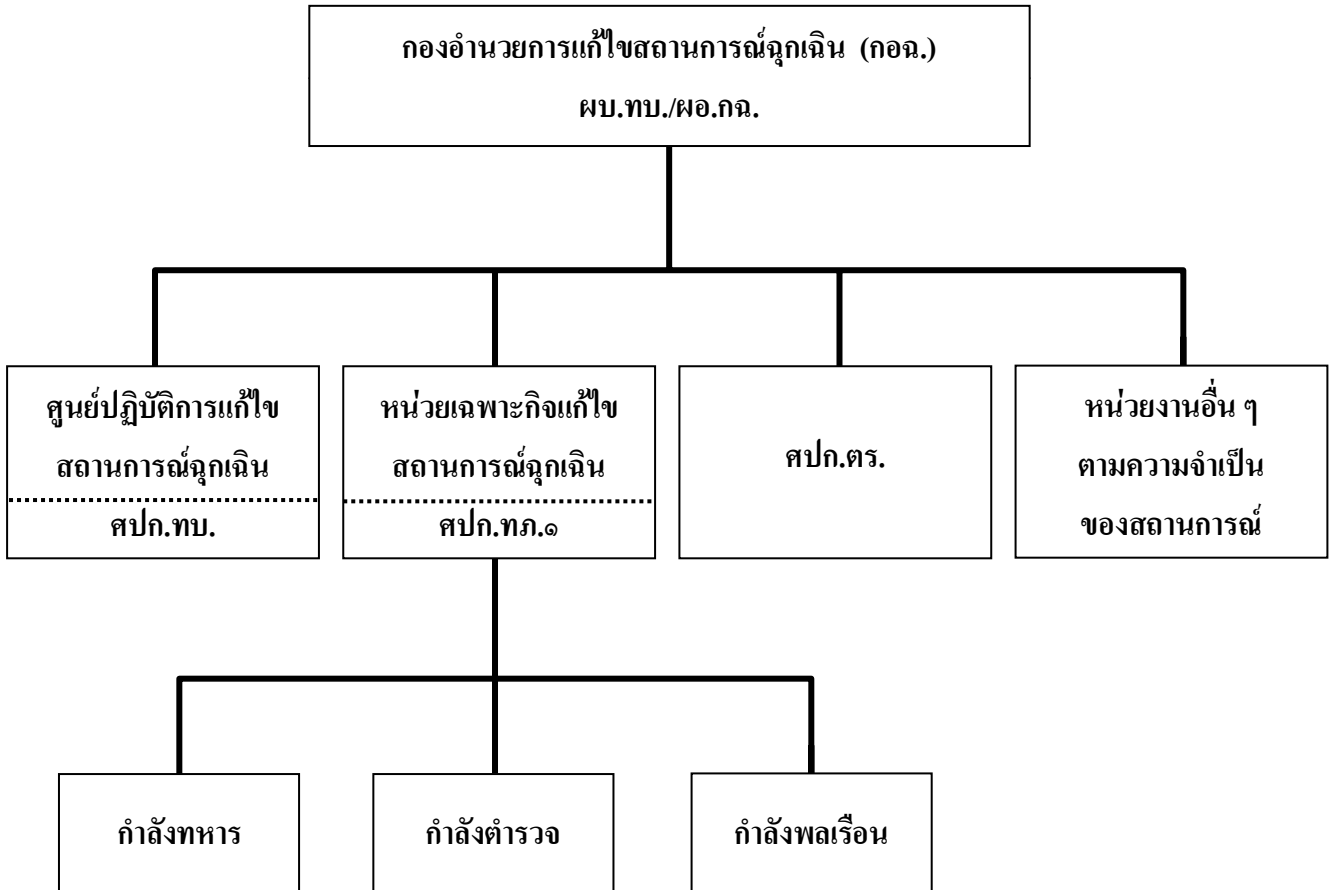 กองอำนวยการแก้ไขสถานการณ์ฉุกเฉิน (กอฉ.)
ผบ.ทบ./ผอ.กฉ.
ศูนย์ปฏิบัติการแก้ไข
สถานการณ์ฉุกเฉิน
ศปก.ทบ.
หน่วยเฉพาะกิจแก้ไข
สถานการณ์ฉุกเฉิน
ศปก.ทภ.๑
ศปก.ตร.
หน่วยงานอื่น ๆ
ตามความจำเป็น
ของสถานการณ์
กำลังทหาร
กำลังตำรวจ
กำลังพลเรือน